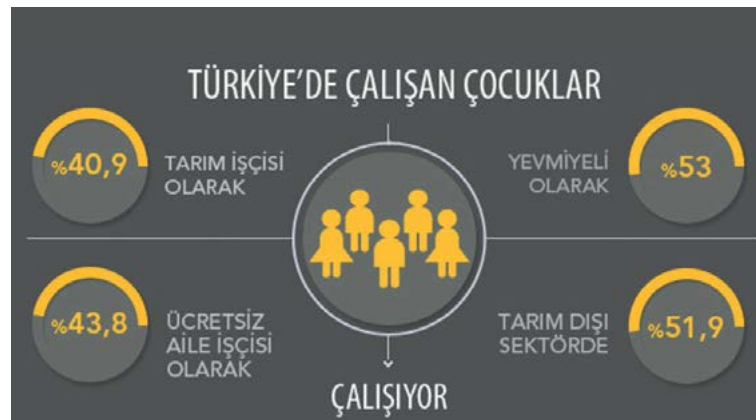 TÜRKİYE'DE ÇALIŞAN ÇOCUKLAR
%40,9
TARIM İŞÇİSİ
OLARAK
YEVMİYELİ
OLARAK
%53
%43,8
ÜCRETSİZ
AİLE İŞÇİSİ
OLARAK
TARIM DIŞI
SEKTÖRDE
%51,9
ÇALIŞIYOR